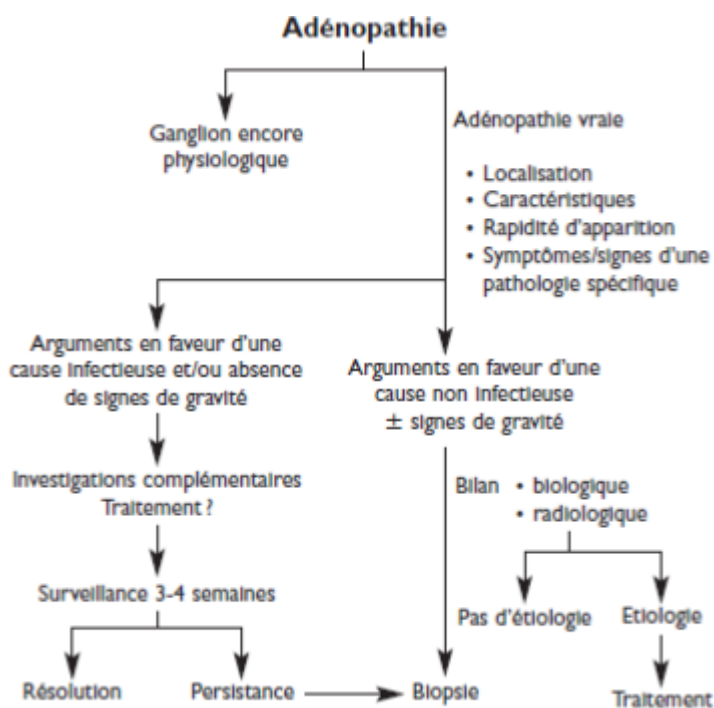 Adénopathie
Ganglion encore
physiologique
Adénopathie vraie
• Localisation
• Caractéristiques
• Rapidité d'apparition
• Symptômes/signes d'une
pathologie spécifique
Arguments en faveur d'une
cause infectieuse et/ou absence
de signes de gravité
Arguments en faveur d'une
cause non infectieuse
± signes de gravité
Investigations complémentaires
Traitement ?
Bilan • biologique
• radiologique
Surveillance 3-4 semaines
Pas d'étiologie Etiologie
Résolution Persistance Biopsie Traitement